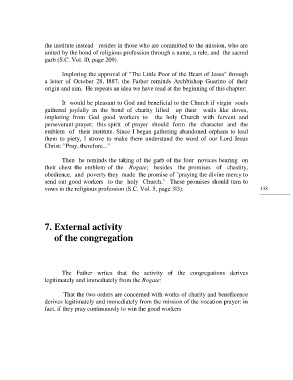 the institute instead resides in those who are committed to the mission, who are
united by the bond of religious profession through a name, a rule, and the sacred
garb (S.C. Vol. 10, page 209).
Imploring the approval of "The Little Poor of the Heart of Jesus" through
a letter of October 28, 1887, the Father reminds Archbishop Guarino of their
origin and aim. He repeats an idea we have read at the beginning of this chapter:
It would be pleasant to God and beneficial to the Church if virgin souls
gathered joyfully in the bond of charity lifted up their wails like doves,
imploring from God good workers to the holy Church with fervent and
perseverant prayer; this spirit of prayer should form the character and the
emblem of their institute. Since I began gathering abandoned orphans to lead
them to piety, I strove to make them understand the word of our Lord Jesus
Christ: "Pray, therefore..."
Then he reminds the taking of the garb of the four novices bearing on
their chest the emblem of the Rogate; besides the promises of chastity,
obedience, and poverty they made the promise of "praying the divine mercy to
send out good workers to the holy Church." These promises should turn to
vows in the religious profession (S.C. Vol. 5, page 313).
7. External activity
of the congregation
The Father writes that the activity of the congregations derives
legitimately and immediately from the Rogate:
That the two orders are concerned with works of charity and beneficence
derives legitimately and immediately from the mission of the vocation prayer: in
fact, if they pray continuously to win the good workers